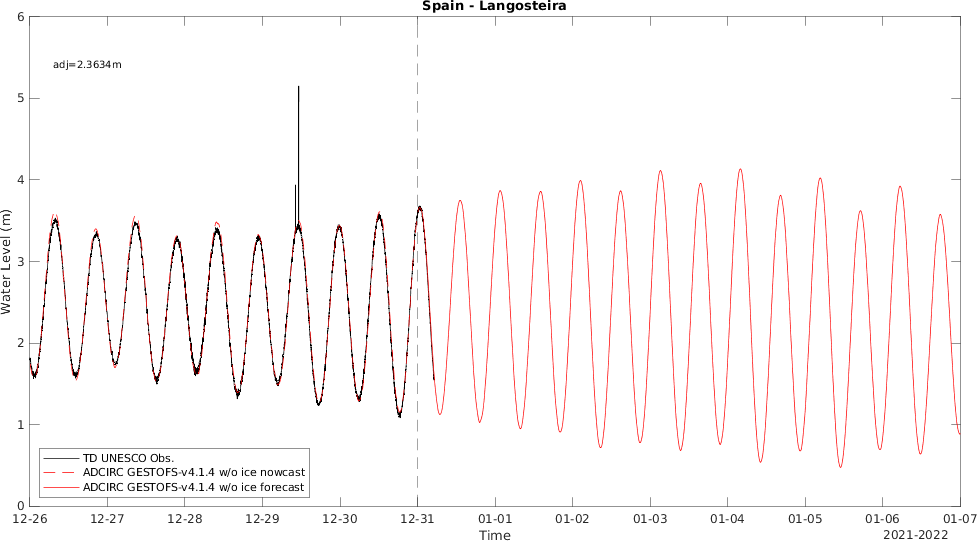 Spain - Langosteira
6
adj=2.3634m
5
4
3
2
1
0
Water Level (m)
TD UNESCO Obs.
ADCIRC GESTOFS-v4.1.4 w/o ice nowcast
ADCIRC GESTOFS-v4.1.4 w/o ice forecast
12-26 12-27 12-28 12-29 12-30 12-31 01-01 01-02 01-03 01-04 01-05 01-06 01-07
Time
2021-2022